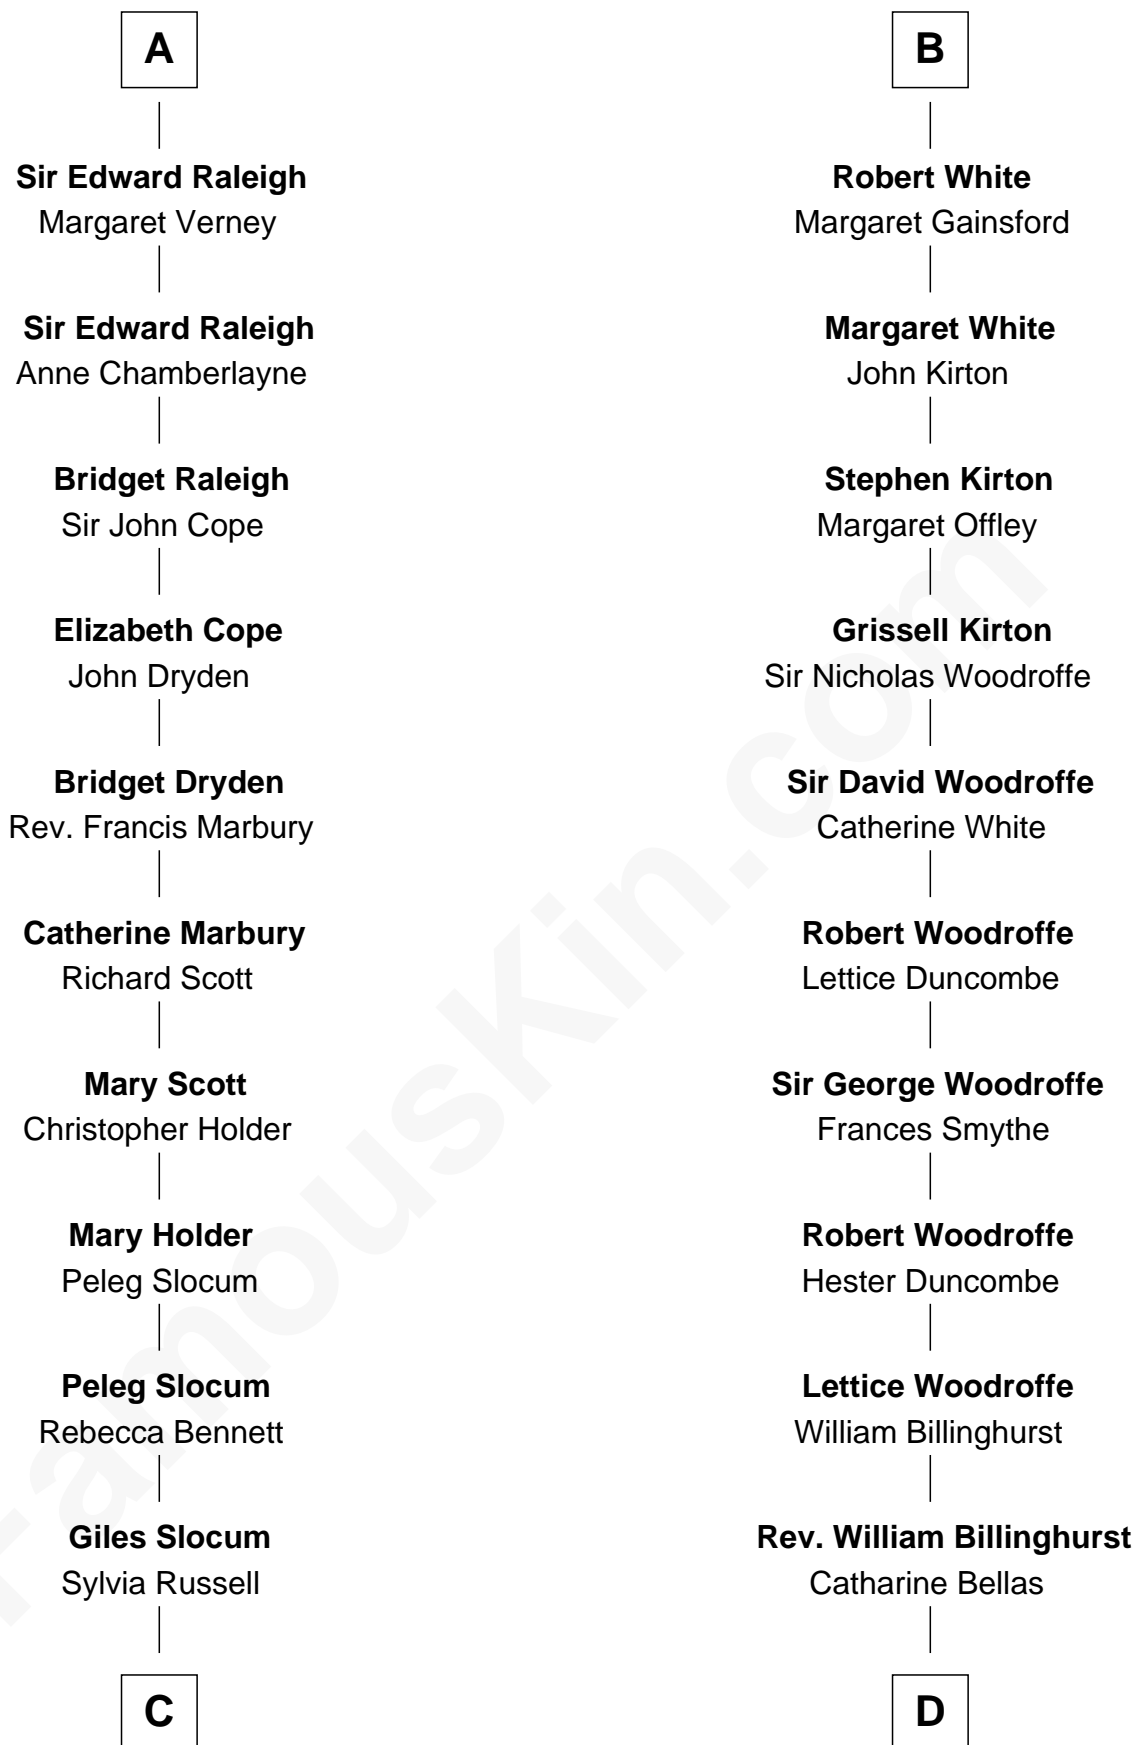 A
Sir Edward Raleigh
Margaret Verney
Sir Edward Raleigh
Anne Chamberlayne
Bridget Raleigh
Sir John Cope
Elizabeth Cope
John Dryden
Bridget Dryden
Rev. Francis Marbury
Catherine Marbury
Richard Scott
Mary Scott
Christopher Holder
Mary Holder
Peleg Slocum
Peleg Slocum
Rebecca Bennett
Giles Slocum
Sylvia Russell
C
B
Robert White
Margaret Gainsford
Margaret White
John Kirton
Stephen Kirton
Margaret Offley
Grissell Kirton
Sir Nicholas Woodroffe
Sir David Woodroffe
Catherine White
Robert Woodroffe
Lettice Duncombe
Sir George Woodroffe
Frances Smythe
Robert Woodroffe
Hester Duncombe
Lettice Woodroffe
William Billinghurst
Rev. William Billinghurst
Catharine Bellas
D
FamousKin.com